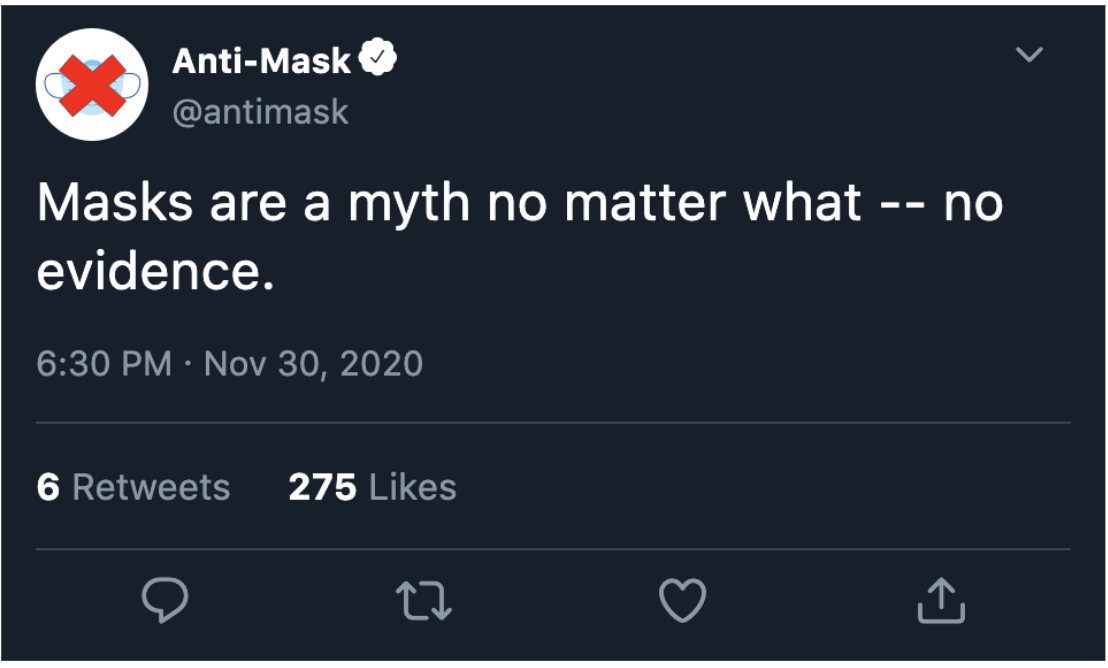 Anti-Mask
@antimask
Masks are a myth no matter what -- no
evidence.
6:30 PM · Nov 30, 2020
6 Retweets 275 Likes